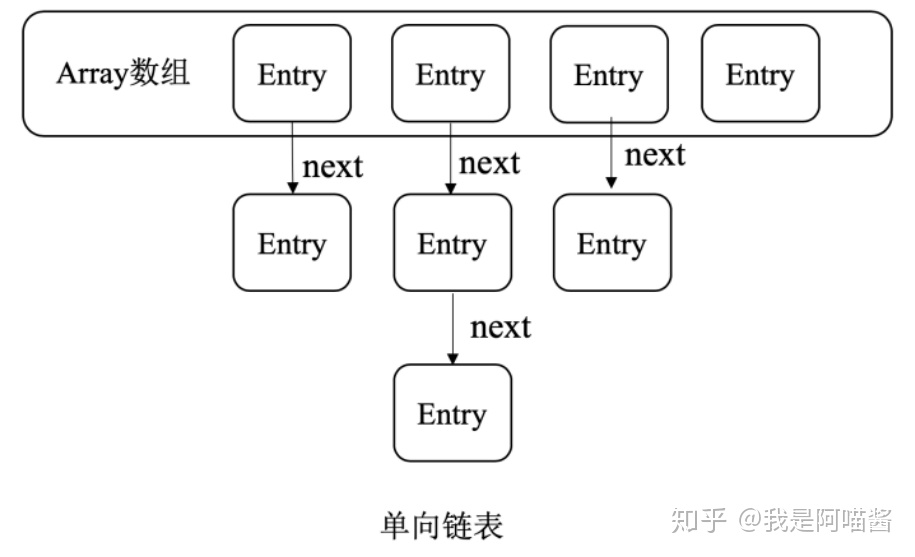 Array数组 Entry Entry Entry Entry
next next next
Entry Entry Entry
next
Entry
单向链表
知乎 @我是阿喵酱